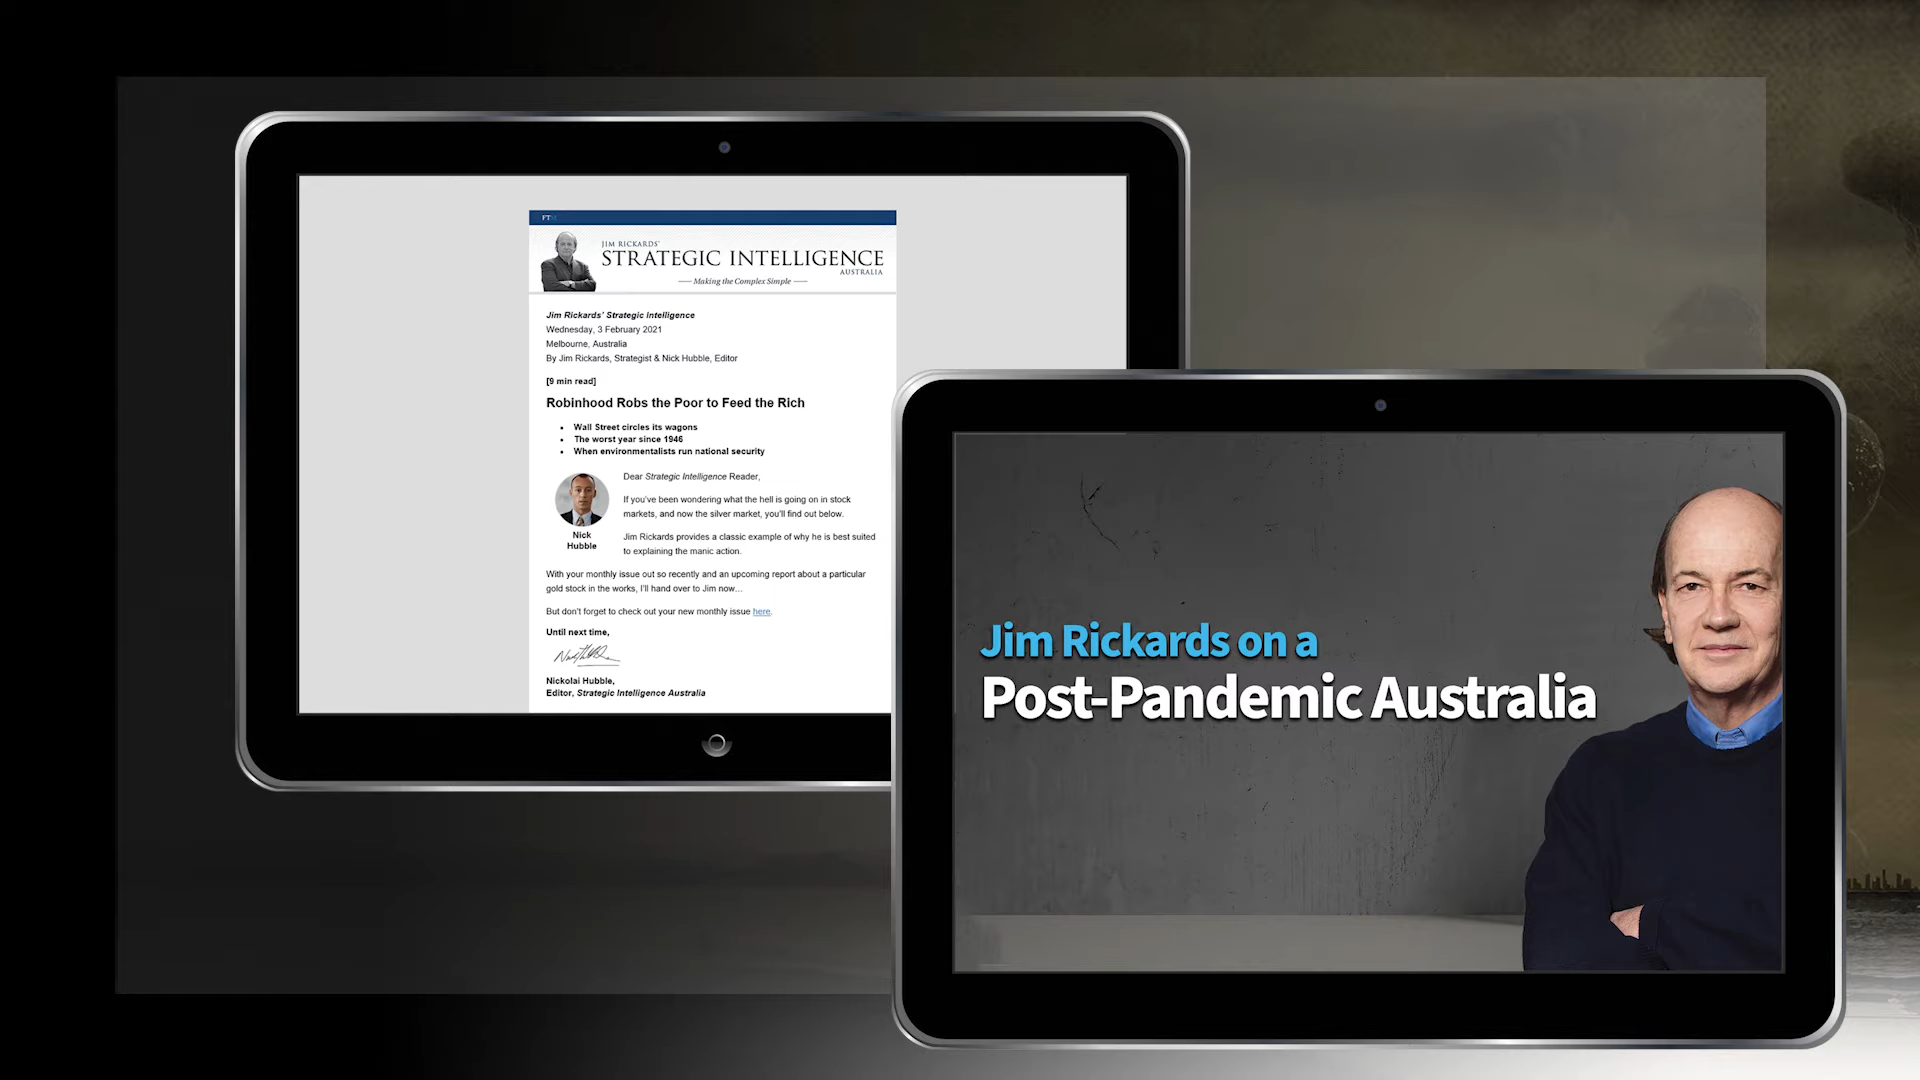 FT
JIM RICKARDS'
STRATEGIC INTELLIGENCE
AUSTRALIA
Making the Complex Simple
Jim Rickards' Strategic Intelligence
Wednesday, 3 February 2021
Melbourne, Australia
By Jim Rickards, Strategist & Nick Hubble, Editor
[9 min read]
Robinhood Robs the Poor to Feed the Rich
• Wall Street circles its wagons
• The worst year since 1946
• When environmentalists run national security
Dear Strategic Intelligence Reader,
If you've been wondering what the hell is going on in stock
markets, and now the silver market, you'll find out below.
Nick
Hubble
Jim Rickards provides a classic example of why he is best suited
to explaining the manic action.
With your monthly issue out so recently and an upcoming report about a particular
gold stock in the works, I'll hand over to Jim now…
But don't forget to check out your new monthly issue here.
Until next time,
Nickolai Hubble,
Editor, Strategic Intelligence Australia
Jim Rickards on a
Post-Pandemic Australia